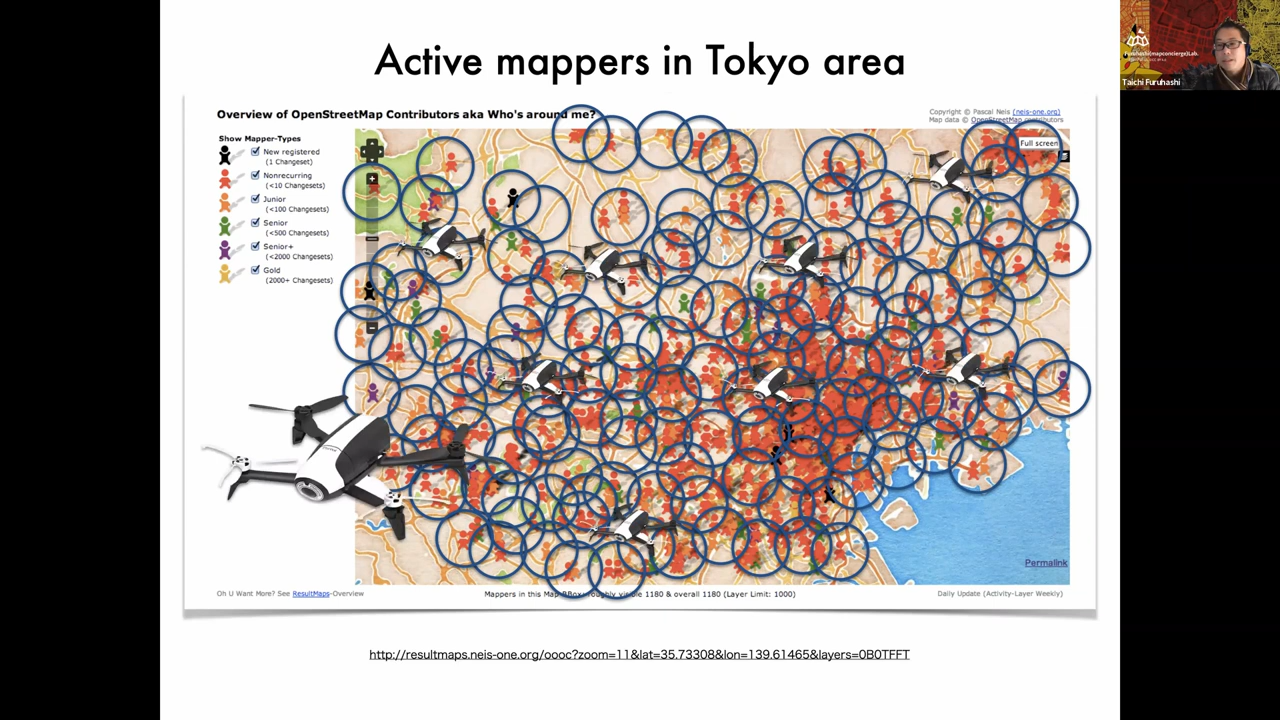 Active mappers in Tokyo area
Overview of OpenStreetMap Contributors aka Who's around me?
Copyright © Pascal Neis (neis-one.org)
Map data © OpenStreetMap contributors
Show Mapper-Types
New registered
(1 Changeset)
Nonrecurring
(<10 Changesets)
Junior
(<100 Changesets)
Senior
(<500 Changesets)
Senior+
(<2000 Changesets)
Gold
(2000+ Changesets)
Full screen
Permalink
Oh U Want More? See ResultMaps-Overview
Mappers in this Map-BBox: roughly visible 1180 & overall 1180 (Layer Limit: 1000)
Daily Update (Activity-Layer Weekly)
http://resultmaps.neis-one.org/oooc?zoom=11&lat=35.73308&lon=139.61465&layers=0B0TFFT
Furuhashi(mapconcierge)Lab.
Taichi Furuhashi